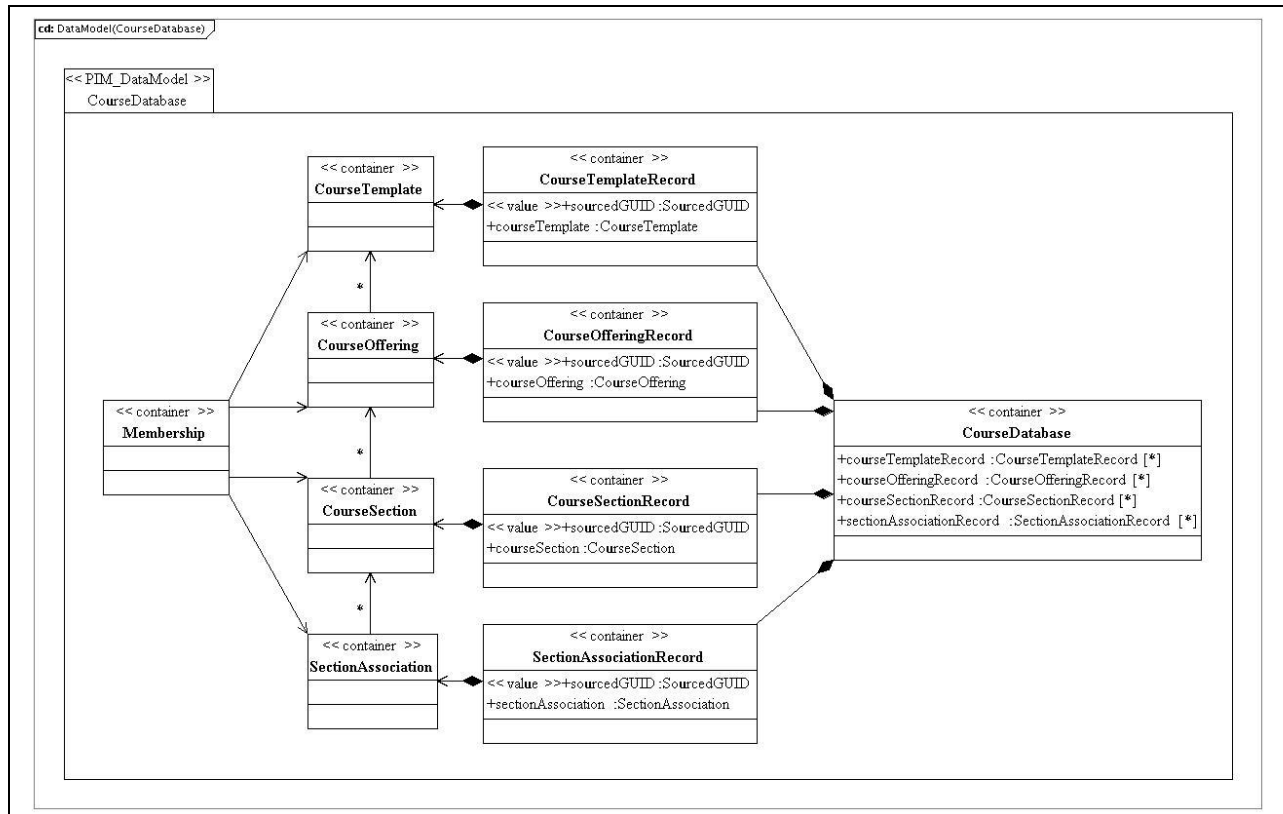 cd: DataModel(CourseDatabase)
<< PIM_DataModel >>
CourseDatabase
<< container >>
CourseTemplate
<< container >>
CourseTemplateRecord
<< value >>+sourcedGUID :SourcedGUID
+courseTemplate :CourseTemplate
*
<< container >>
CourseOffering
<< container >>
CourseOfferingRecord
<< value >>+sourcedGUID :SourcedGUID
+courseOffering :CourseOffering
<< container >>
Membership
*
<< container >>
CourseDatabase
+courseTemplateRecord :CourseTemplateRecord [*]
+courseOfferingRecord :CourseOfferingRecord [*]
+courseSectionRecord :CourseSectionRecord [*]
+sectionAssociationRecord :SectionAssociationRecord [*]
<< container >>
CourseSection
<< container >>
CourseSectionRecord
<< value >>+sourcedGUID :SourcedGUID
+courseSection :CourseSection
*
<< container >>
SectionAssociation
<< container >>
SectionAssociationRecord
<< value >>+sourcedGUID :SourcedGUID
+sectionAssociation :SectionAssociation